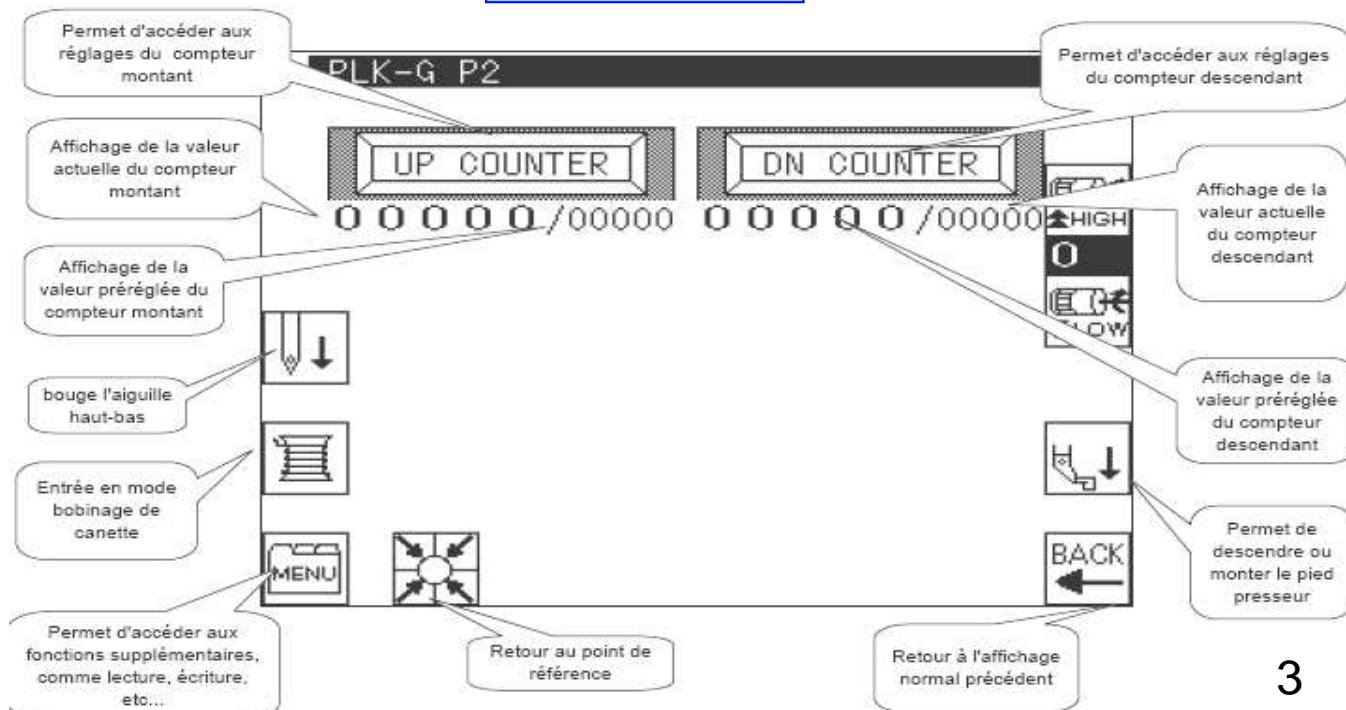 Permet d'accéder aux
réglages du compteur
montant
Permet d'accéder aux réglages
du compteur descendant
PLK-G P2
Affichage de la valeur
actuelle du compteur
montant
UP COUNTER
DN COUNTER
00000/00000
00000/00000
HIGH
0
LOW
Affichage de la
valeur actuelle
du compteur
descendant
Affichage de la
valeur préréglée du
compteur montant
bouge l'aiguille
haut-bas
Affichage de la
valeur préréglée
du compteur
descendant
Entrée en mode
bobinage de
canette
MENU
BACK
Permet de
descendre ou
monter le pied
presseur
Permet d'accéder aux
fonctions supplémentaires,
comme lecture, écriture,
etc...
Retour au point de
référence
Retour à l'affichage
normal précédent
3